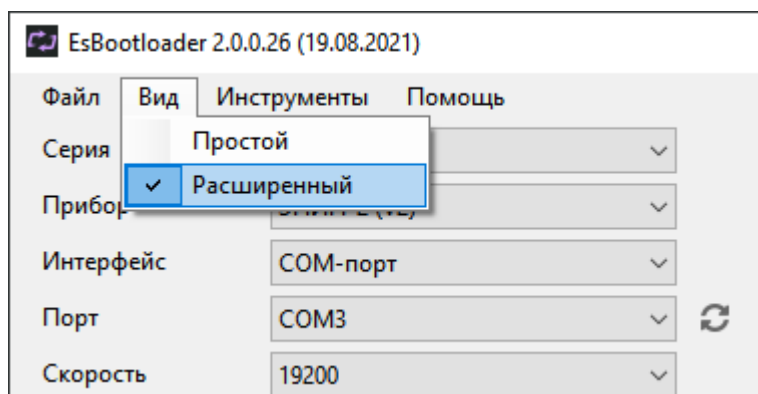 EsBootloader 2.0.0.26 (19.08.2021)
Файл Вид Инструменты Помощь
Простой
Серия
Расширенный
Прибор
Интерфейс COM-порт
Порт COM3
Скорость 19200